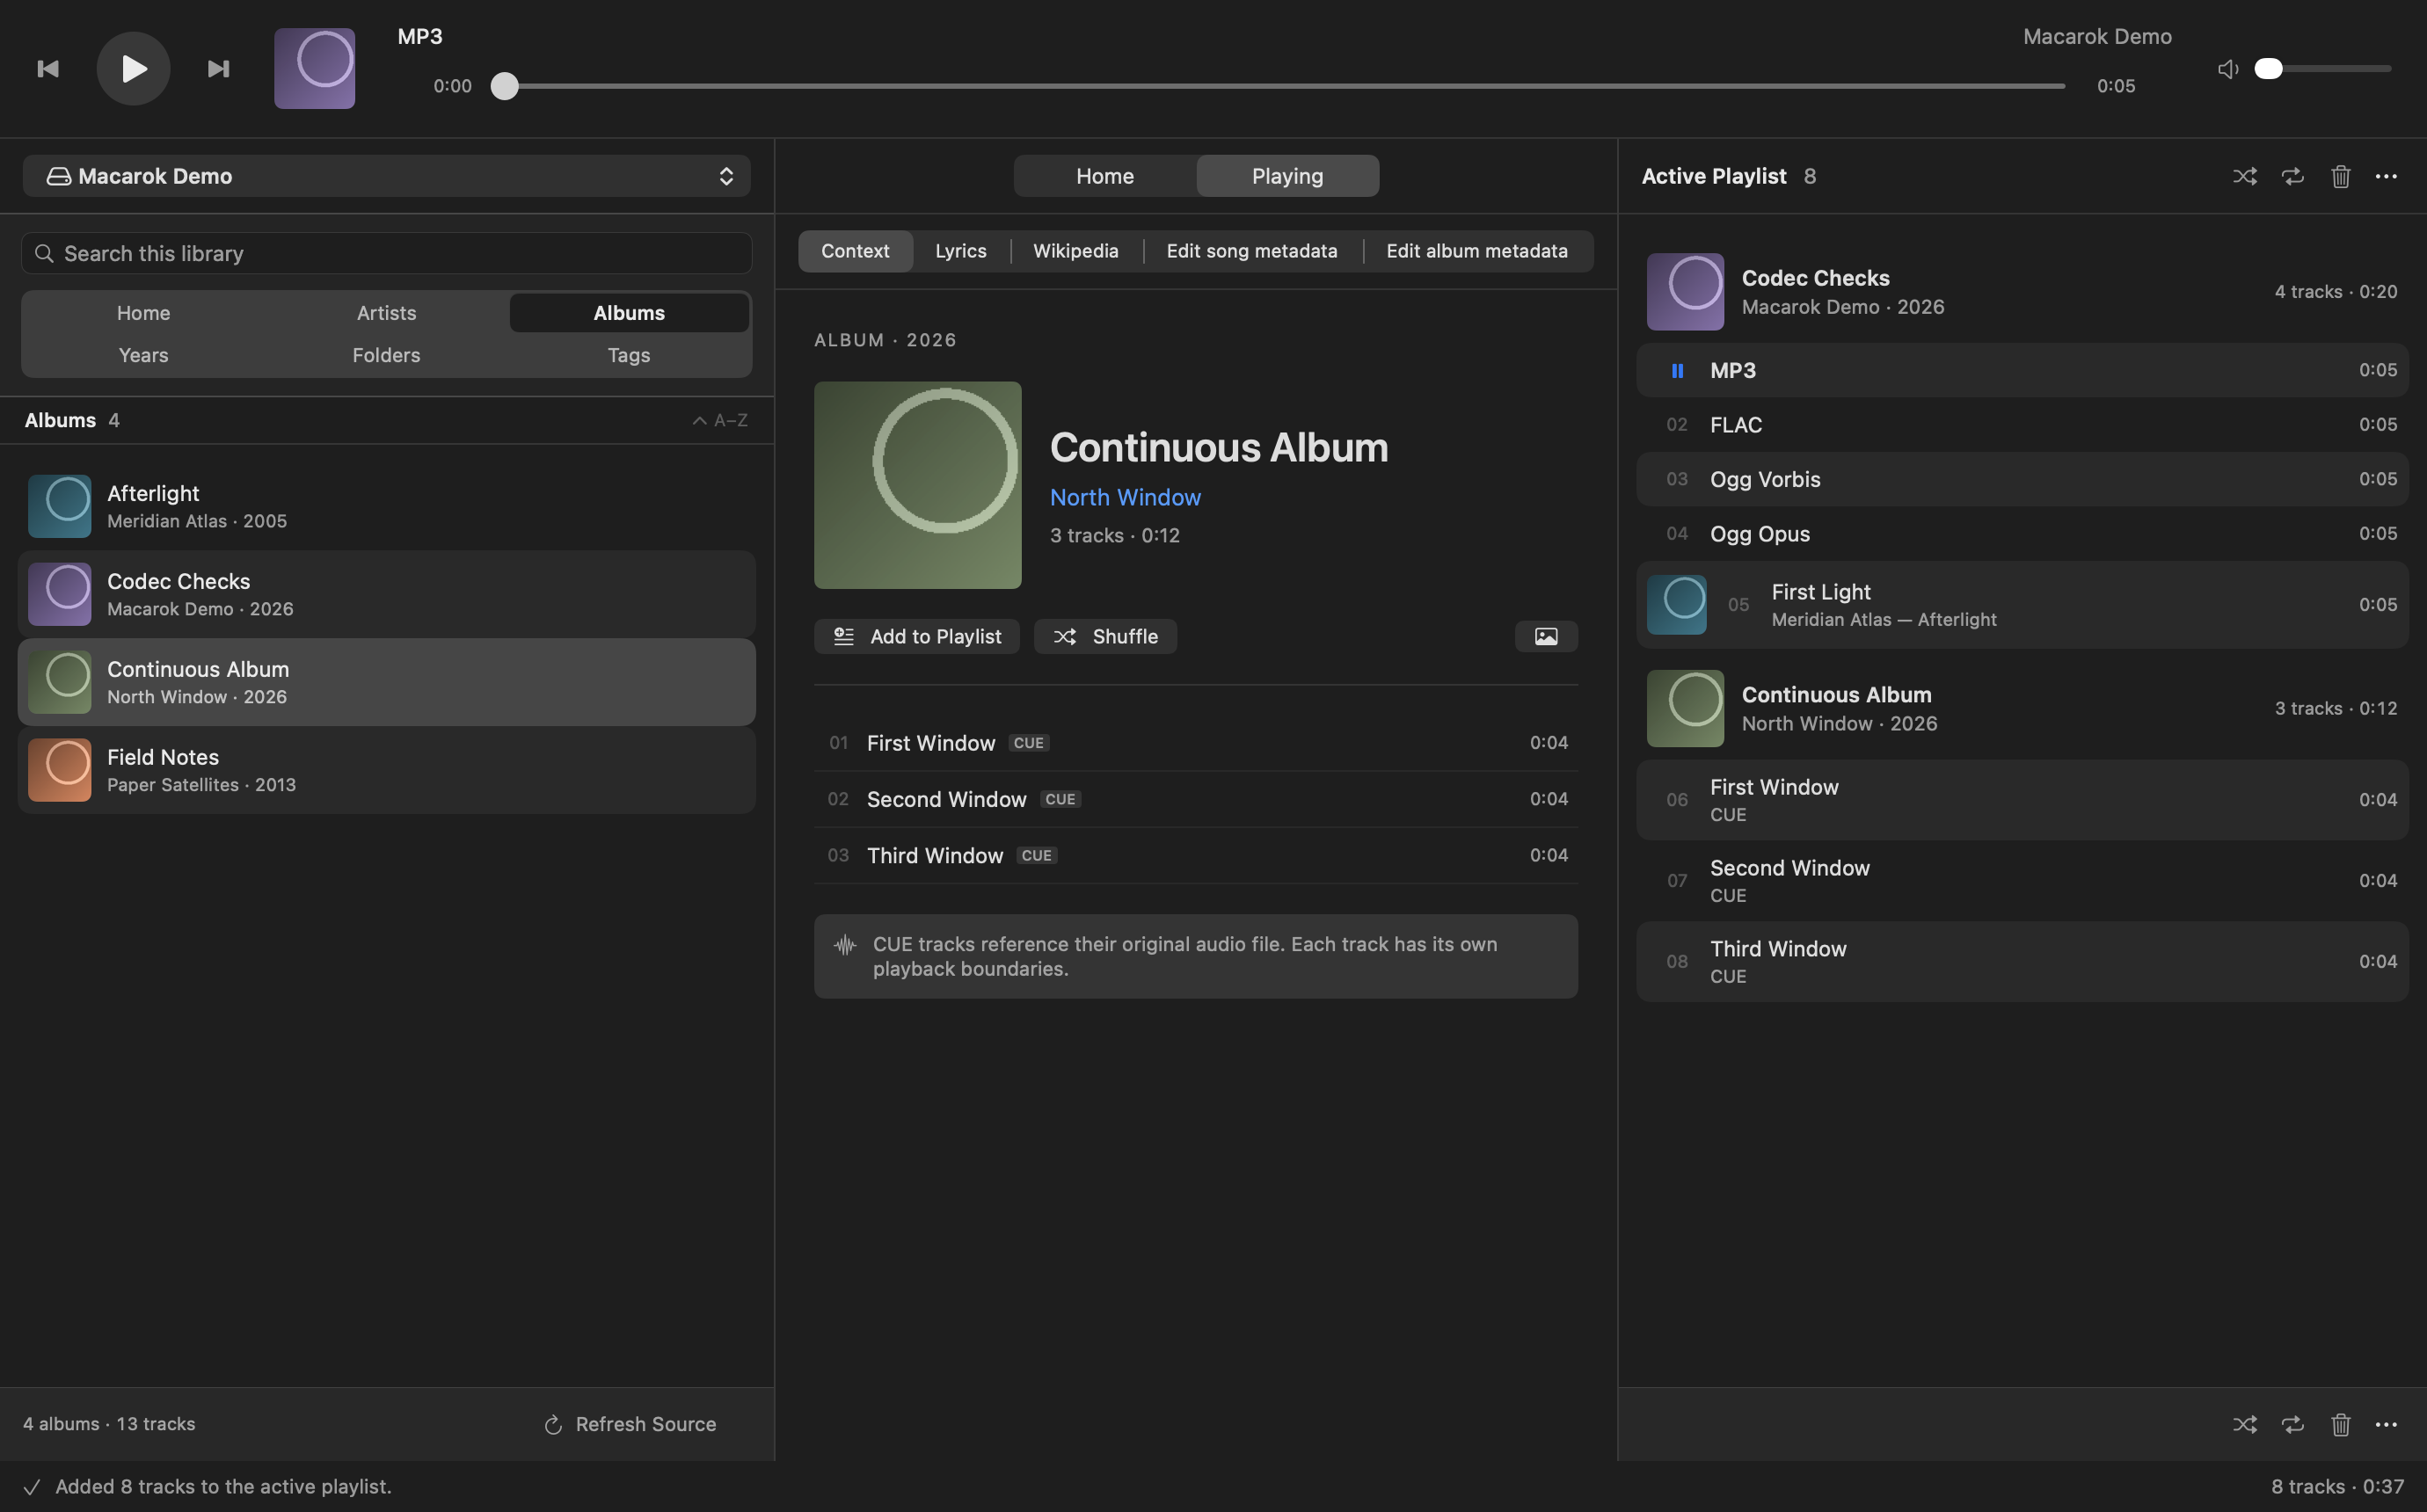 MP3
Macarok Demo
0:00
0:05
Macarok Demo
Search this library
Home
Artists
Albums
Years
Folders
Tags
Albums 4
A–Z
Afterlight
Meridian Atlas · 2005
Codec Checks
Macarok Demo · 2026
Continuous Album
North Window · 2026
Field Notes
Paper Satellites · 2013
4 albums · 13 tracks
Refresh Source
Home
Playing
Context
Lyrics
Wikipedia
Edit song metadata
Edit album metadata
ALBUM · 2026
Continuous Album
North Window
3 tracks · 0:12
Add to Playlist
Shuffle
01 First Window CUE 0:04
02 Second Window CUE 0:04
03 Third Window CUE 0:04
CUE tracks reference their original audio file. Each track has its own
playback boundaries.
Active Playlist 8
Codec Checks
Macarok Demo · 2026
4 tracks · 0:20
MP3 0:05
02 FLAC 0:05
03 Ogg Vorbis 0:05
04 Ogg Opus 0:05
05 First Light 0:05
Meridian Atlas — Afterlight
Continuous Album
North Window · 2026
3 tracks · 0:12
06 First Window 0:04
CUE
07 Second Window 0:04
CUE
08 Third Window 0:04
CUE
Added 8 tracks to the active playlist.
8 tracks · 0:37